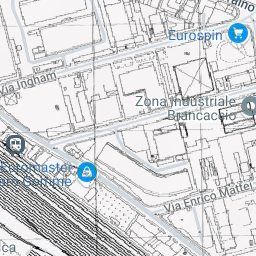 Eurospin
Via Ingham
Zona Industriale
Brancaccio
Euromaster
Via Enrico Mattei